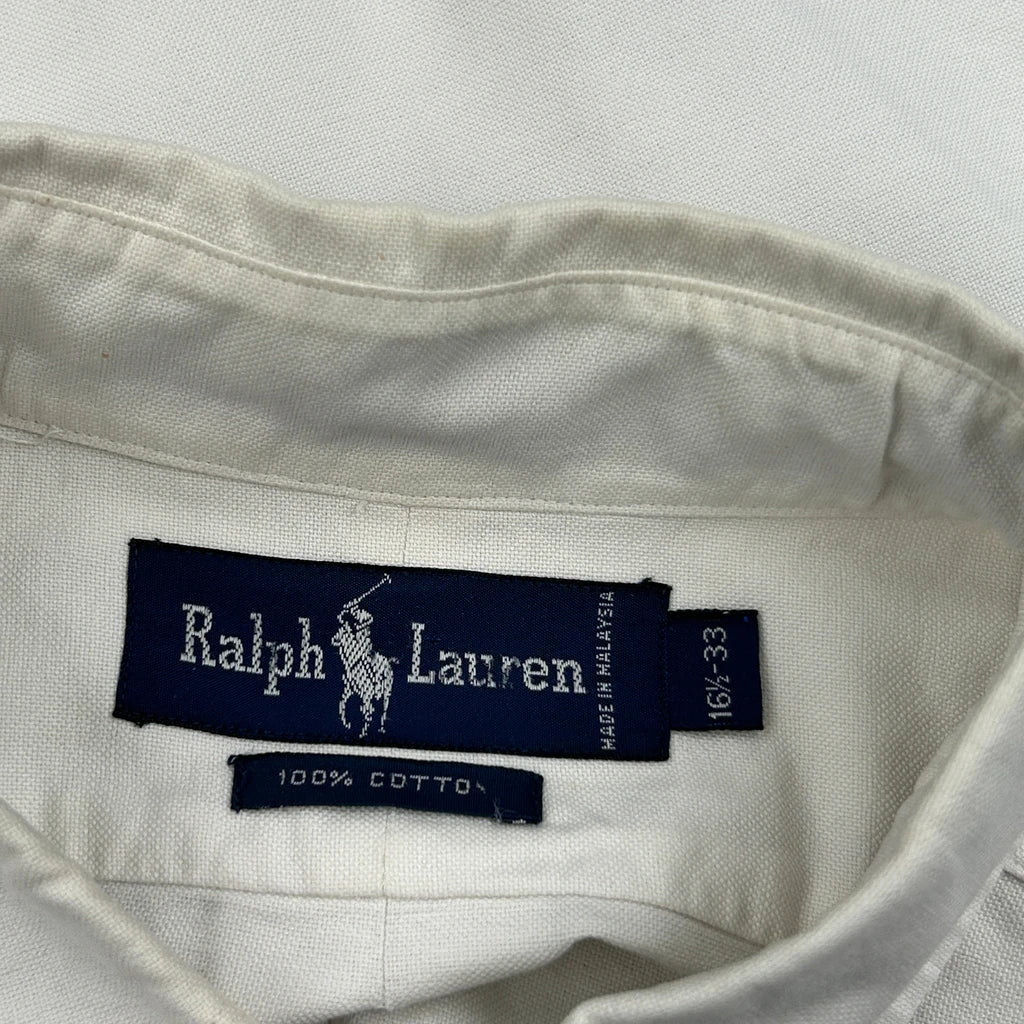 Ralph Lauren
MADE IN MALAYSIA
16½-33
100% COTTON